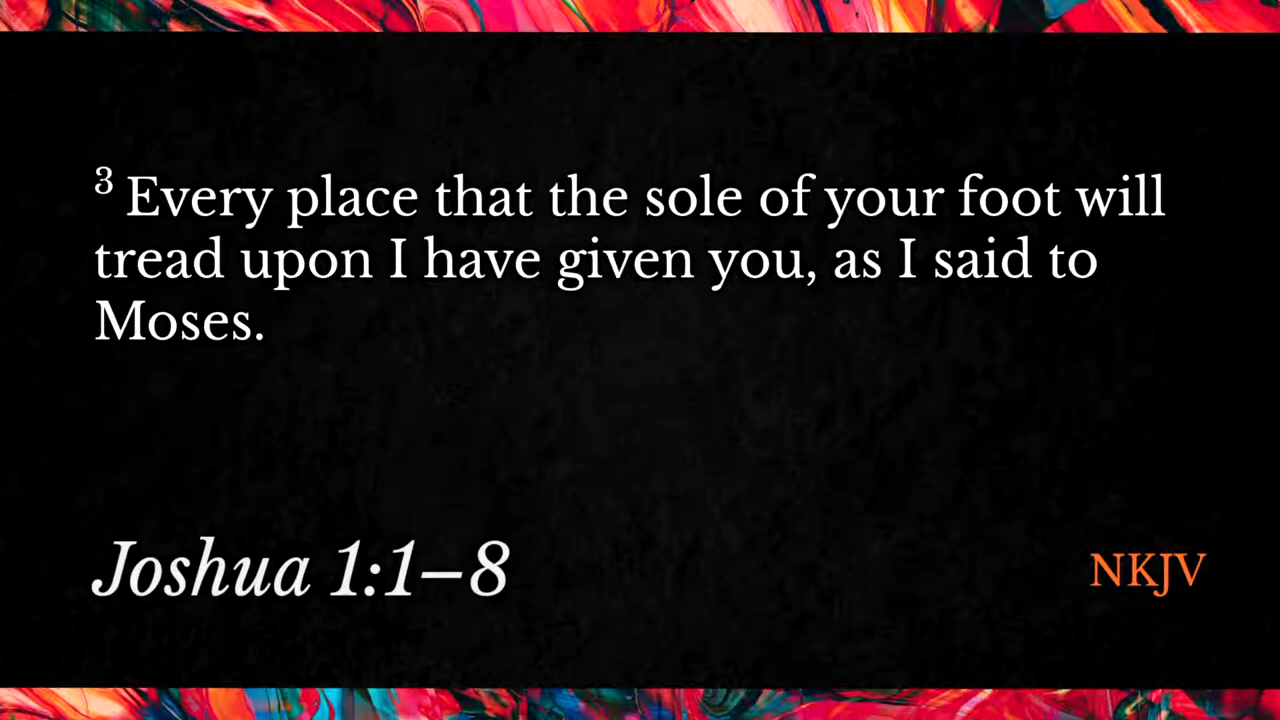 3 Every place that the sole of your foot will
tread upon I have given you, as I said to
Moses.
Joshua 1:1–8
NKJV